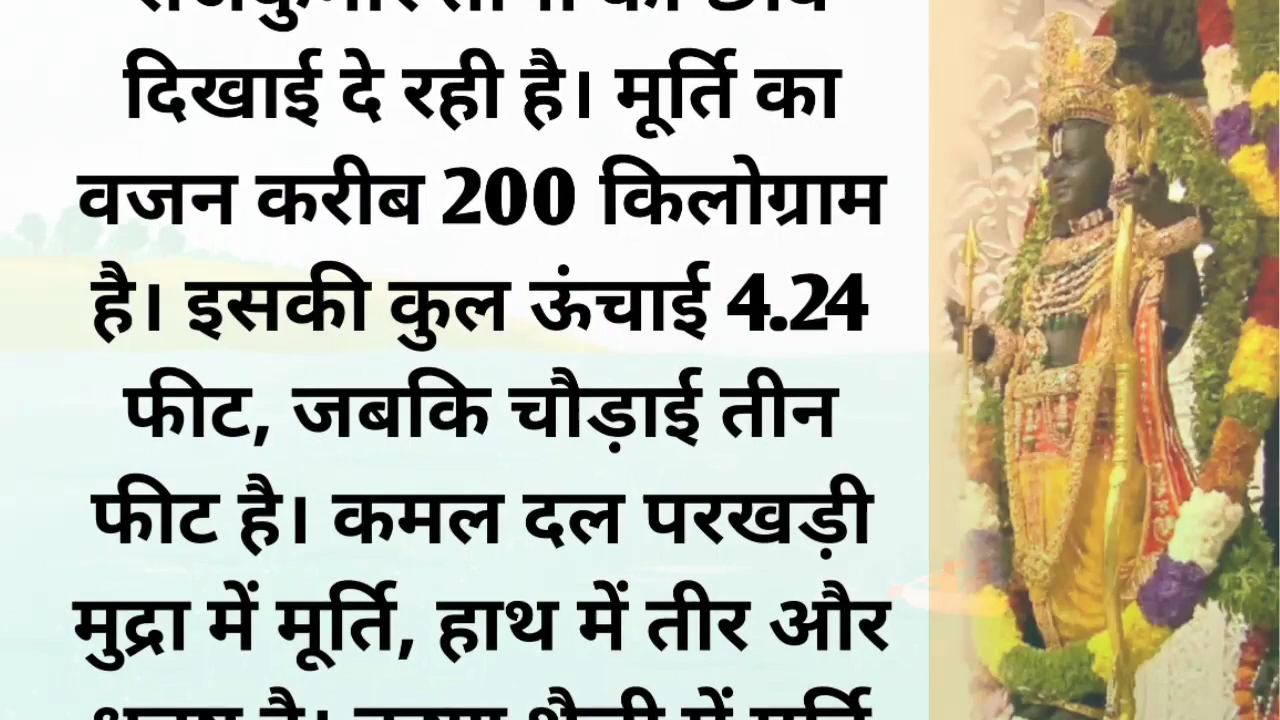 दिखाई दे रही है। मूर्ति का
वजन करीब 200 किलोग्राम
है। इसकी कुल ऊंचाई 4.24
फीट, जबकि चौड़ाई तीन
फीट है। कमल दल परखड़ी
मुद्रा में मूर्ति, हाथ में तीर और